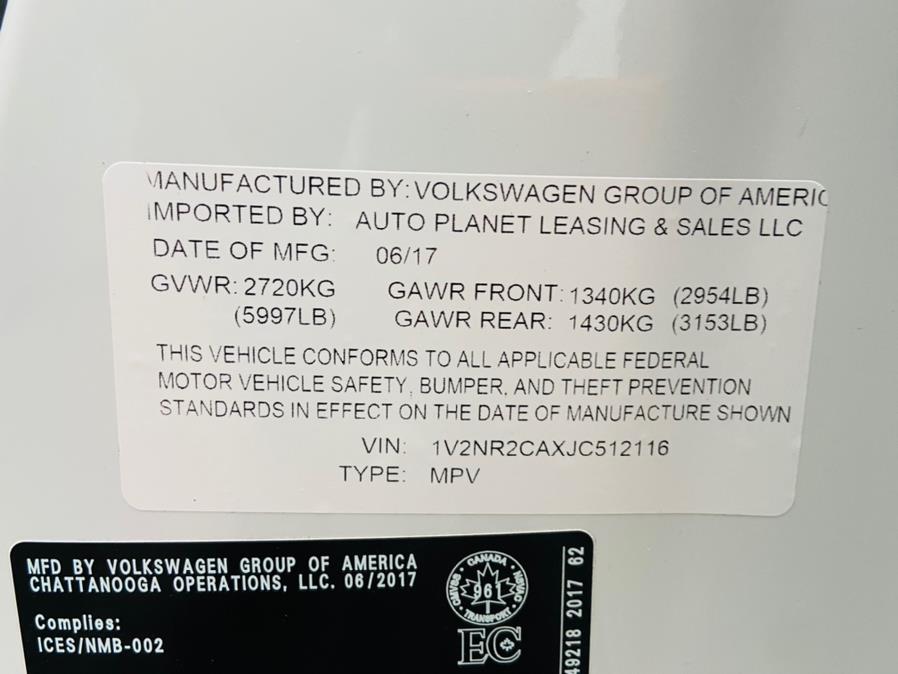 MANUFACTURED BY: VOLKSWAGEN GROUP OF AMERIC
IMPORTED BY: AUTO PLANET LEASING & SALES LLC
DATE OF MFG: 06/17
GVWR: 2720KG GAWR FRONT: 1340KG (2954LB)
(5997LB) GAWR REAR: 1430KG (3153LB)
THIS VEHICLE CONFORMS TO ALL APPLICABLE FEDERAL
MOTOR VEHICLE SAFETY, BUMPER, AND THEFT PREVENTION
STANDARDS IN EFFECT ON THE DATE OF MANUFACTURE SHOWN
VIN: 1V2NR2CAXJC512116
TYPE: MPV
MFD BY VOLKSWAGEN GROUP OF AMERICA
CHATTANOOGA OPERATIONS, LLC. 06/2017
Complies:
ICES/NMB-002
CANADA
CMVSS
961
NSVAC
TRANSPORT
EC
49218 2017 62